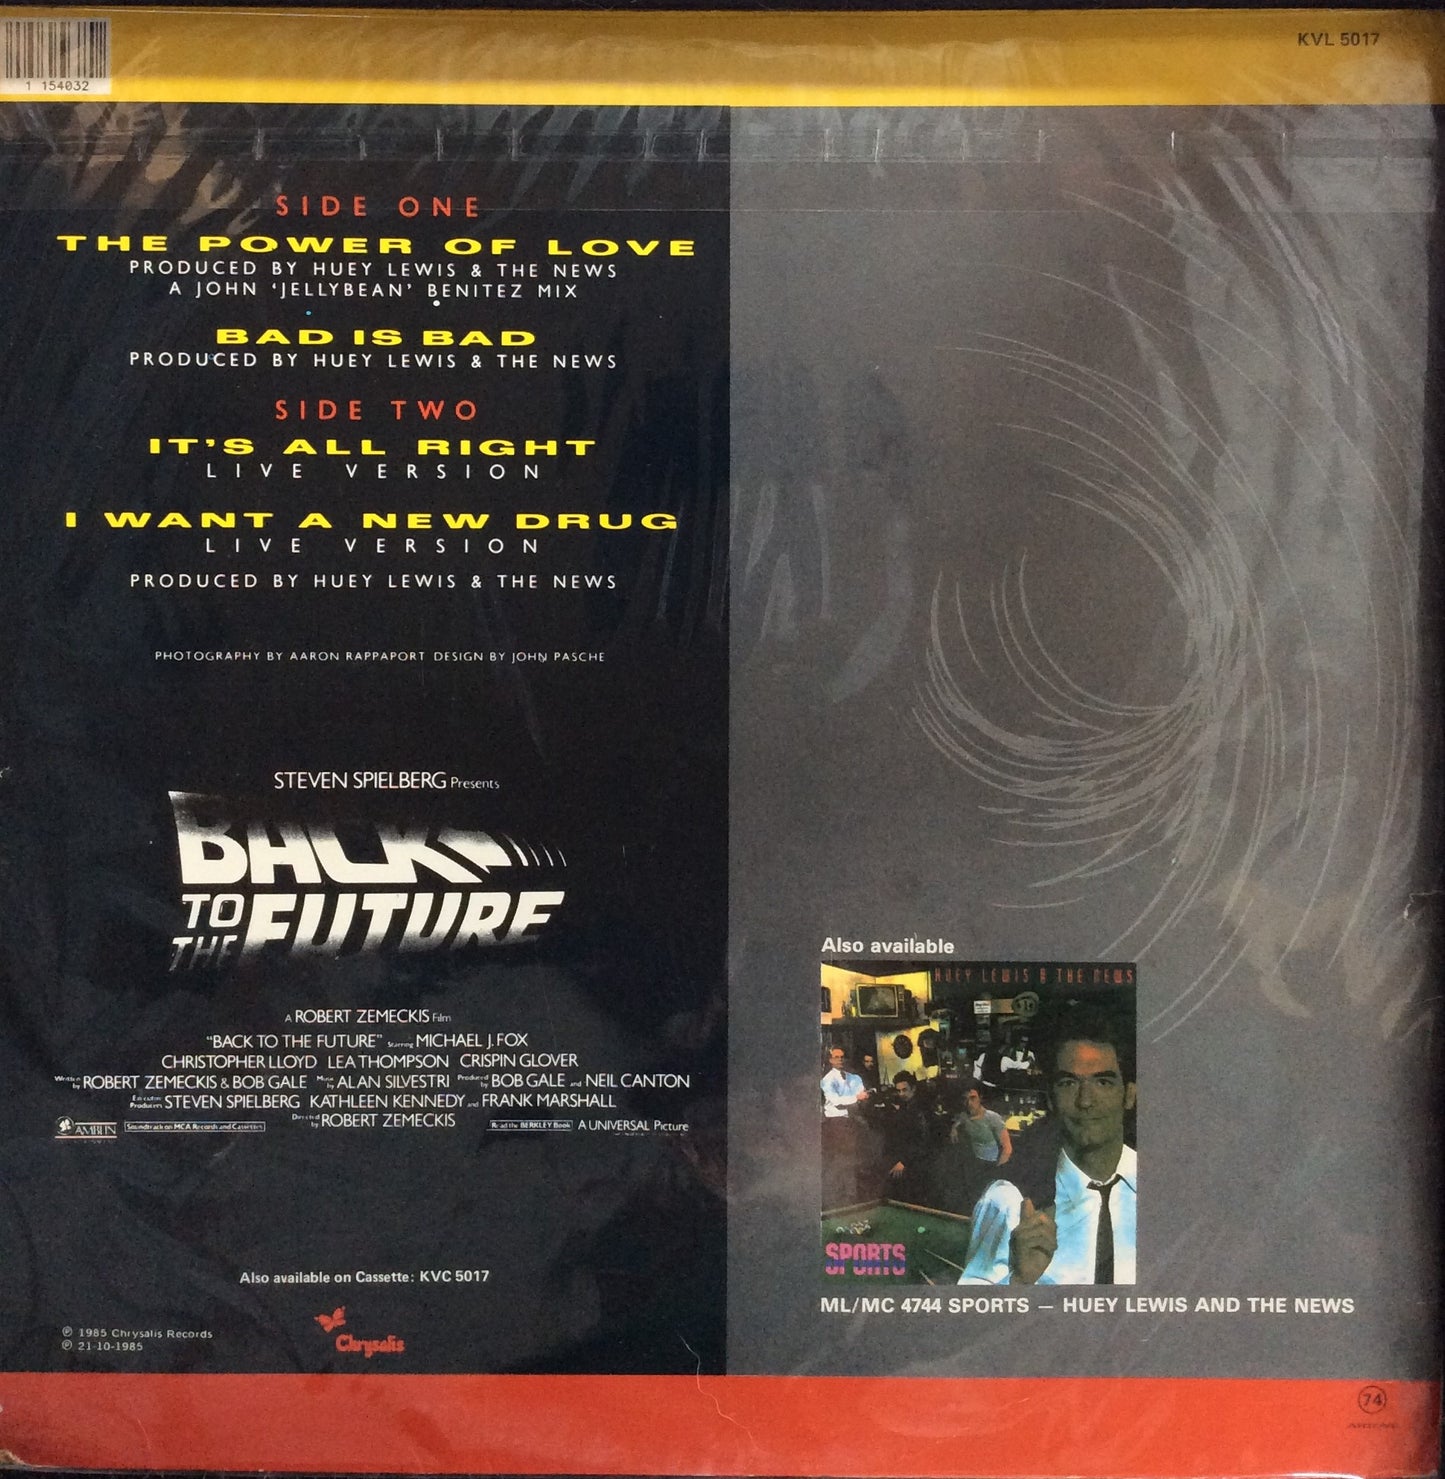 1 154032
KVL 5017
SIDE ONE
THE POWER OF LOVE
PRODUCED BY HUEY LEWIS & THE NEWS
A JOHN ‘JELLYBEAN’ BENITEZ MIX
BAD IS BAD
PRODUCED BY HUEY LEWIS & THE NEWS
SIDE TWO
IT’S ALL RIGHT
LIVE VERSION
I WANT A NEW DRUG
LIVE VERSION
PRODUCED BY HUEY LEWIS & THE NEWS
PHOTOGRAPHY BY AARON RAPPAPORT DESIGN BY JOHN PASCHE
STEVEN SPIELBERG Presents
BACK
TO THE FUTURE
A ROBERT ZEMECKIS Film
“BACK TO THE FUTURE” Starring MICHAEL J. FOX
CHRISTOPHER LLOYD LEA THOMPSON CRISPIN GLOVER
Written by ROBERT ZEMECKIS & BOB GALE Music by ALAN SILVESTRI Produced by BOB GALE and NEIL CANTON
Executive Producers STEVEN SPIELBERG KATHLEEN KENNEDY and FRANK MARSHALL
Directed by ROBERT ZEMECKIS
AMBLIN Soundtrack on MCA Records and Cassettes Read the BERKLEY Book A UNIVERSAL Picture
Also available on Cassette: KVC 5017
℗ 1985 Chrysalis Records
℗ 21-10-1985
Chrysalis
Also available
HUEY LEWIS & THE NEWS
SPORTS
ML/MC 4744 SPORTS — HUEY LEWIS AND THE NEWS
74